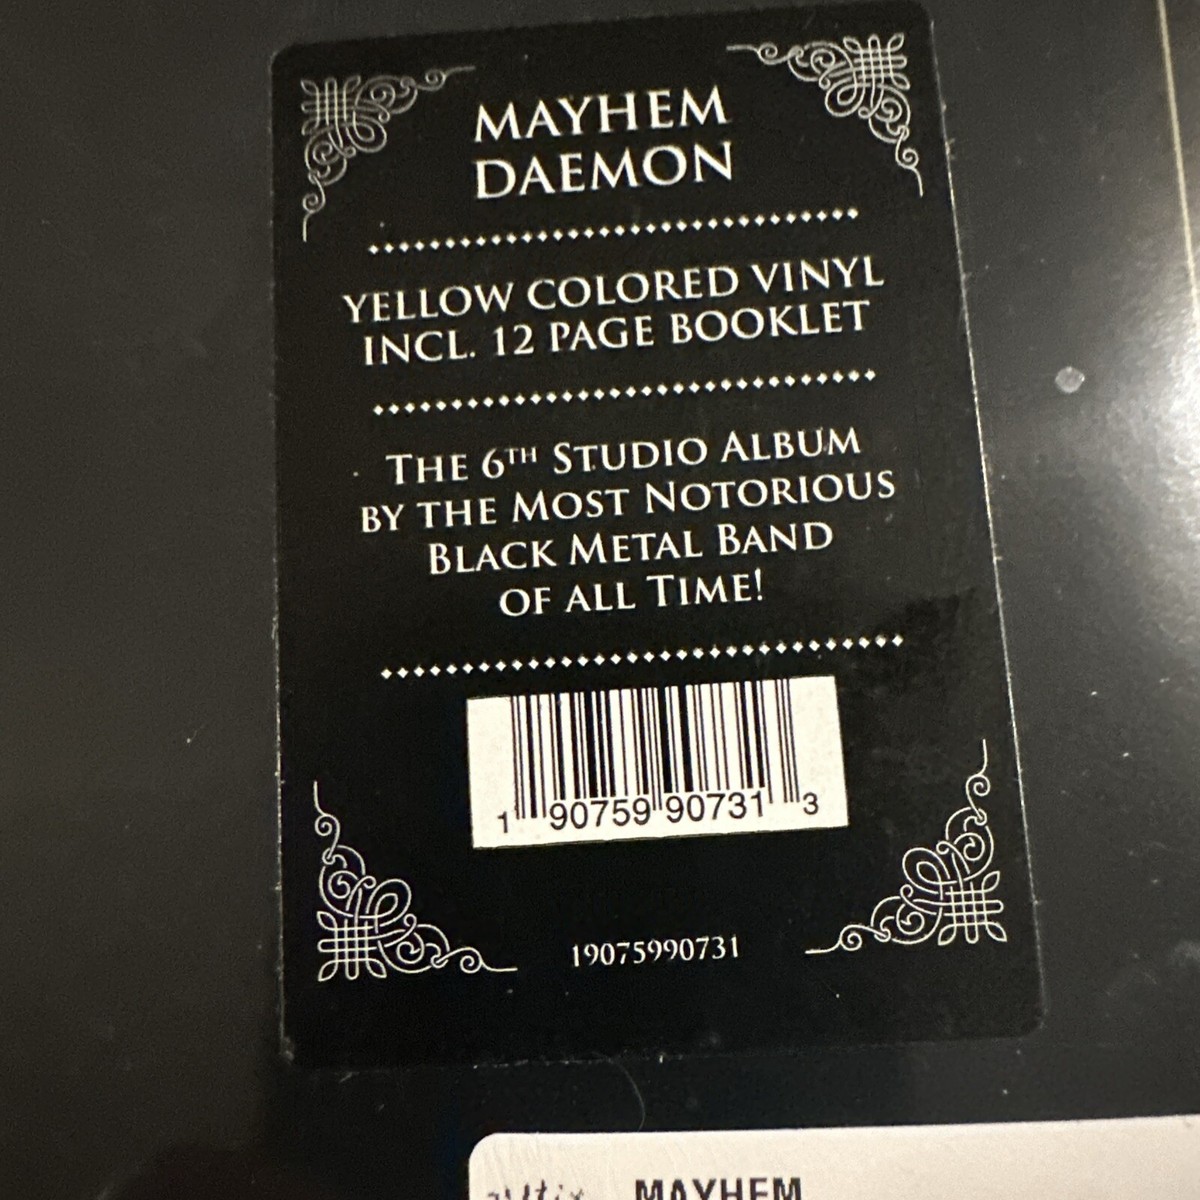 MAYHEM
DAEMON
YELLOW COLORED VINYL
INCL. 12 PAGE BOOKLET
THE 6TH STUDIO ALBUM
BY THE MOST NOTORIOUS
BLACK METAL BAND
OF ALL TIME!
1 90759 90731 3
19075990731
MAYHEM